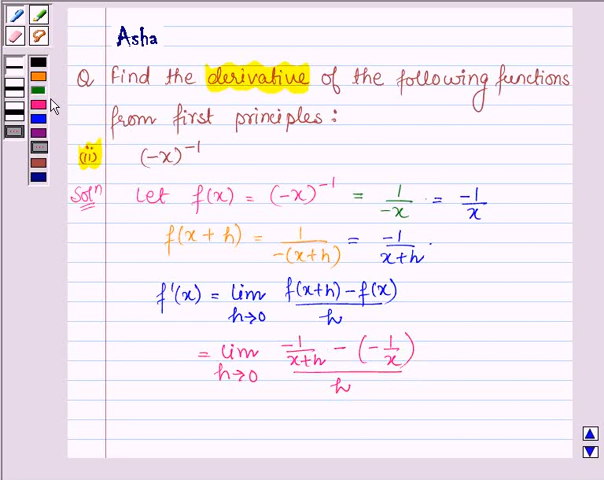 Asha
Q Find the derivative of the following functions
from first principles:
(ii) (-x)⁻¹
Solⁿ Let f(x) = (-x)⁻¹ = 1/-x = -1/x
f(x+h) = 1/-(x+h) = -1/x+h.
f'(x) = lim h→0 f(x+h) - f(x)/h
= lim h→0 -1/x+h - (-1/x)/h